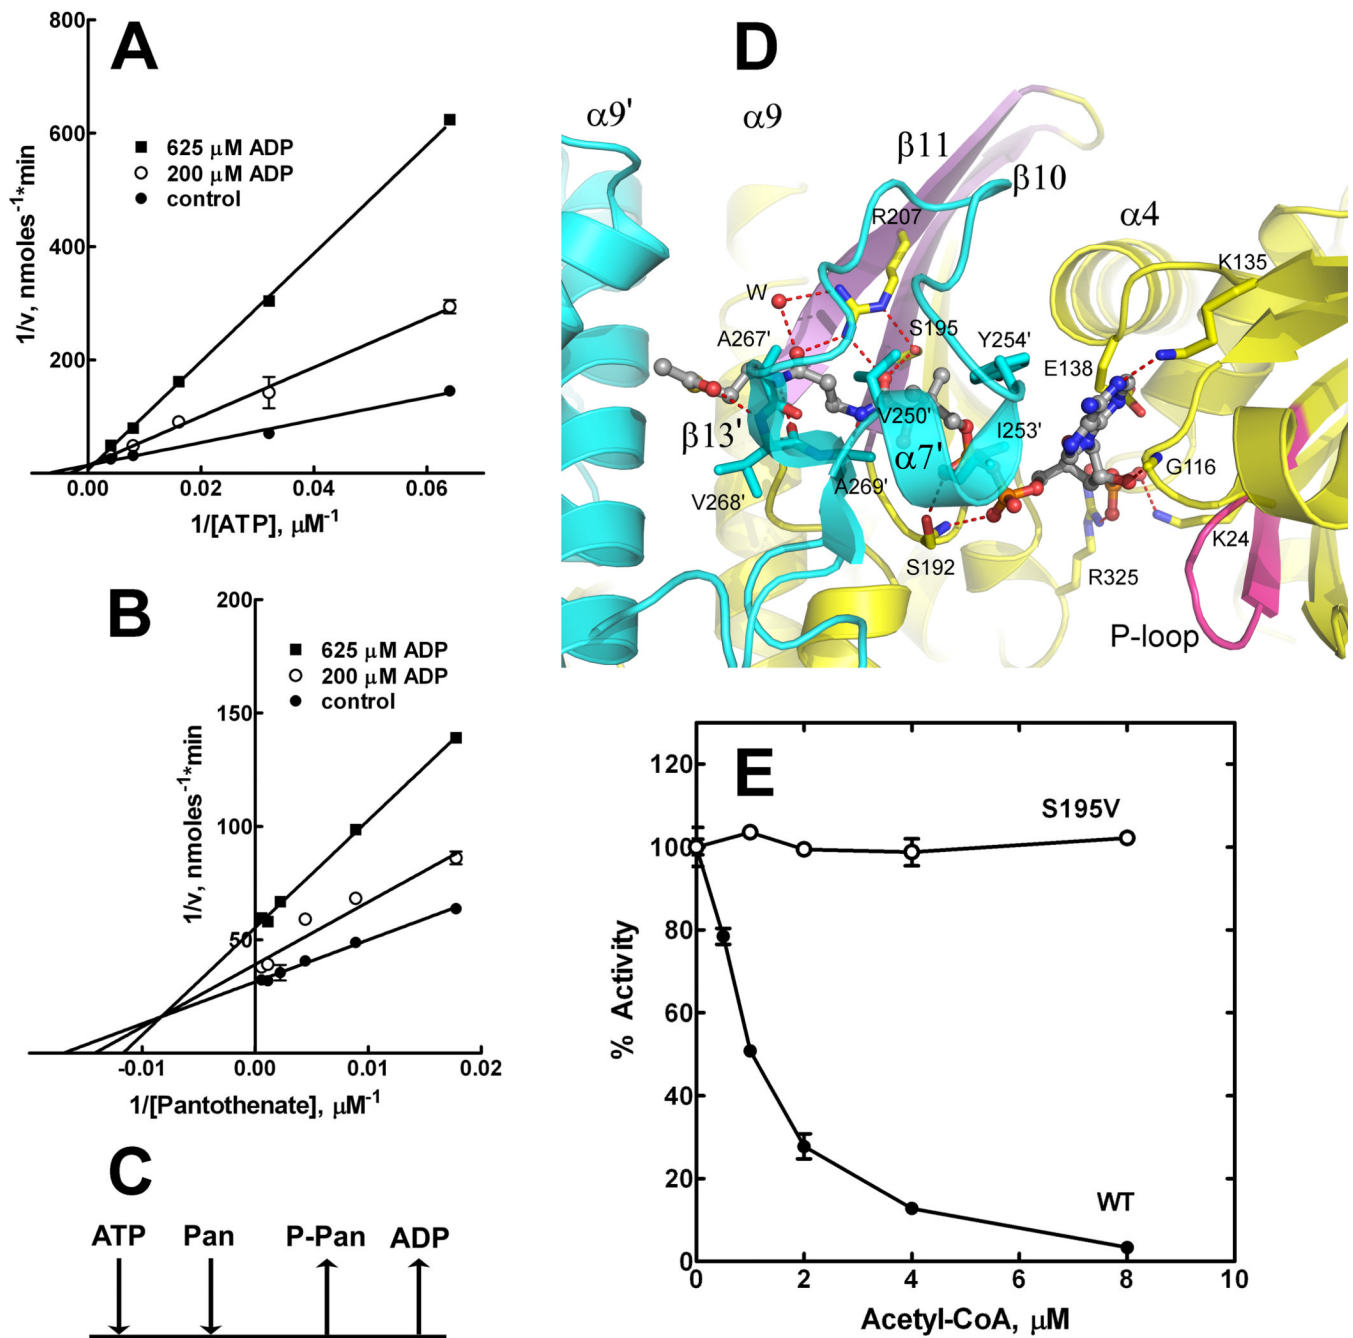 A
800
600
400
200
0.00 0.02 0.04 0.06
1/v, nmoles⁻¹*min
625 μM ADP
200 μM ADP
control
1/[ATP], μM⁻¹
B
200
150
100
50
-0.01 0.00 0.01 0.02
1/v, nmoles⁻¹*min
625 μM ADP
200 μM ADP
control
1/[Pantothenate], μM⁻¹
C
ATP Pan P-Pan ADP
D
α9' α9
β11
β10
R207
α4
K135
W
S195
A267'
Y254'
E138
V250'
I253'
β13'
α7'
G116
V268'
A269'
S192
K24
R325
P-loop
E
120
100
80
60
40
20
0
0 2 4 6 8 10
% Activity
S195V
WT
Acetyl-CoA, μM